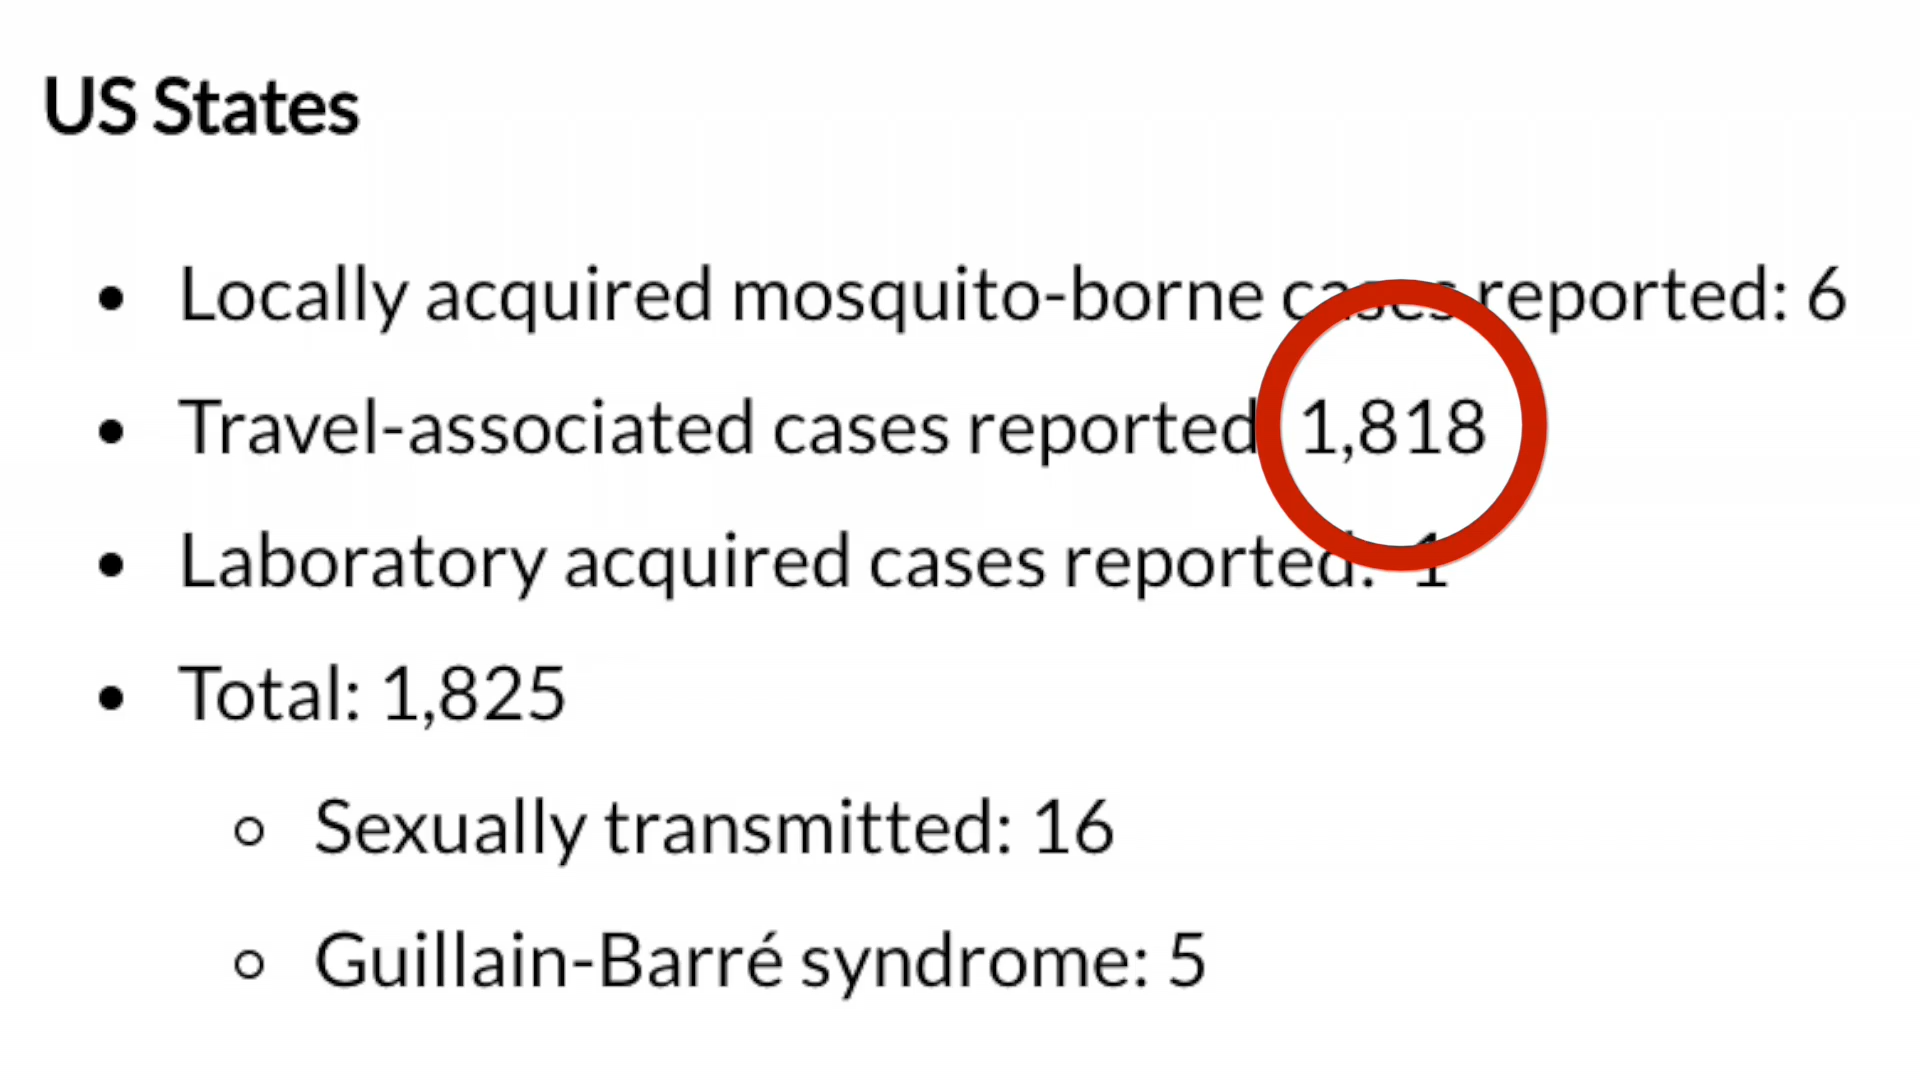 US States
Locally acquired mosquito-borne cases reported: 6
Travel-associated cases reported 1,818
Laboratory acquired cases reported: 1
Total: 1,825
Sexually transmitted: 16
Guillain-Barré syndrome: 5